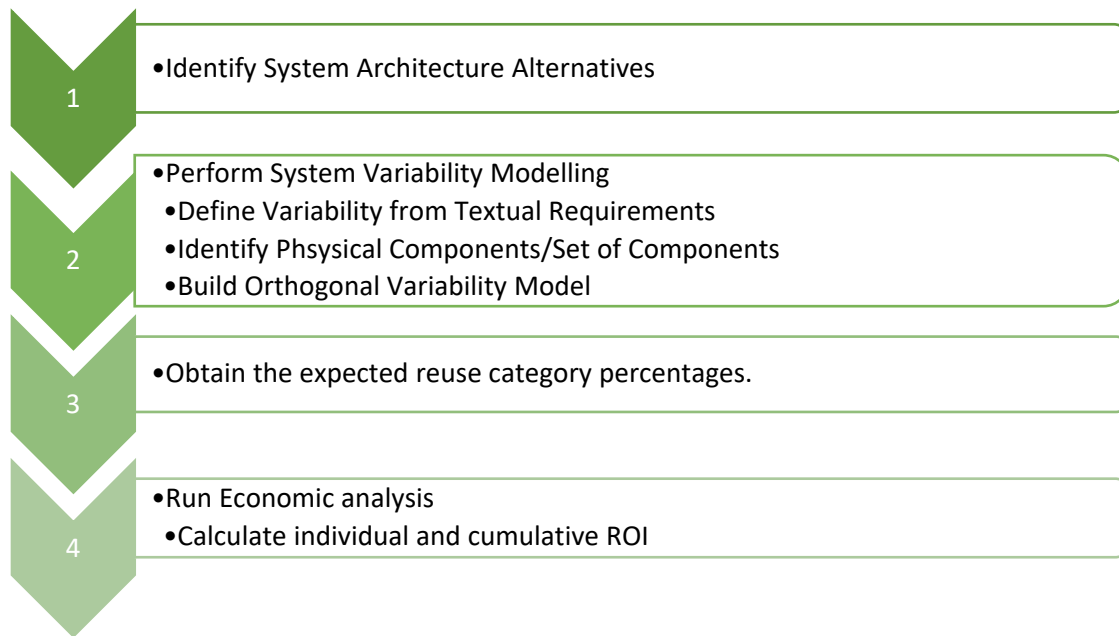 1
•Identify System Architecture Alternatives
2
•Perform System Variability Modelling
•Define Variability from Textual Requirements
•Identify Phsysical Components/Set of Components
•Build Orthogonal Variability Model
3
•Obtain the expected reuse category percentages.
4
•Run Economic analysis
•Calculate individual and cumulative ROI